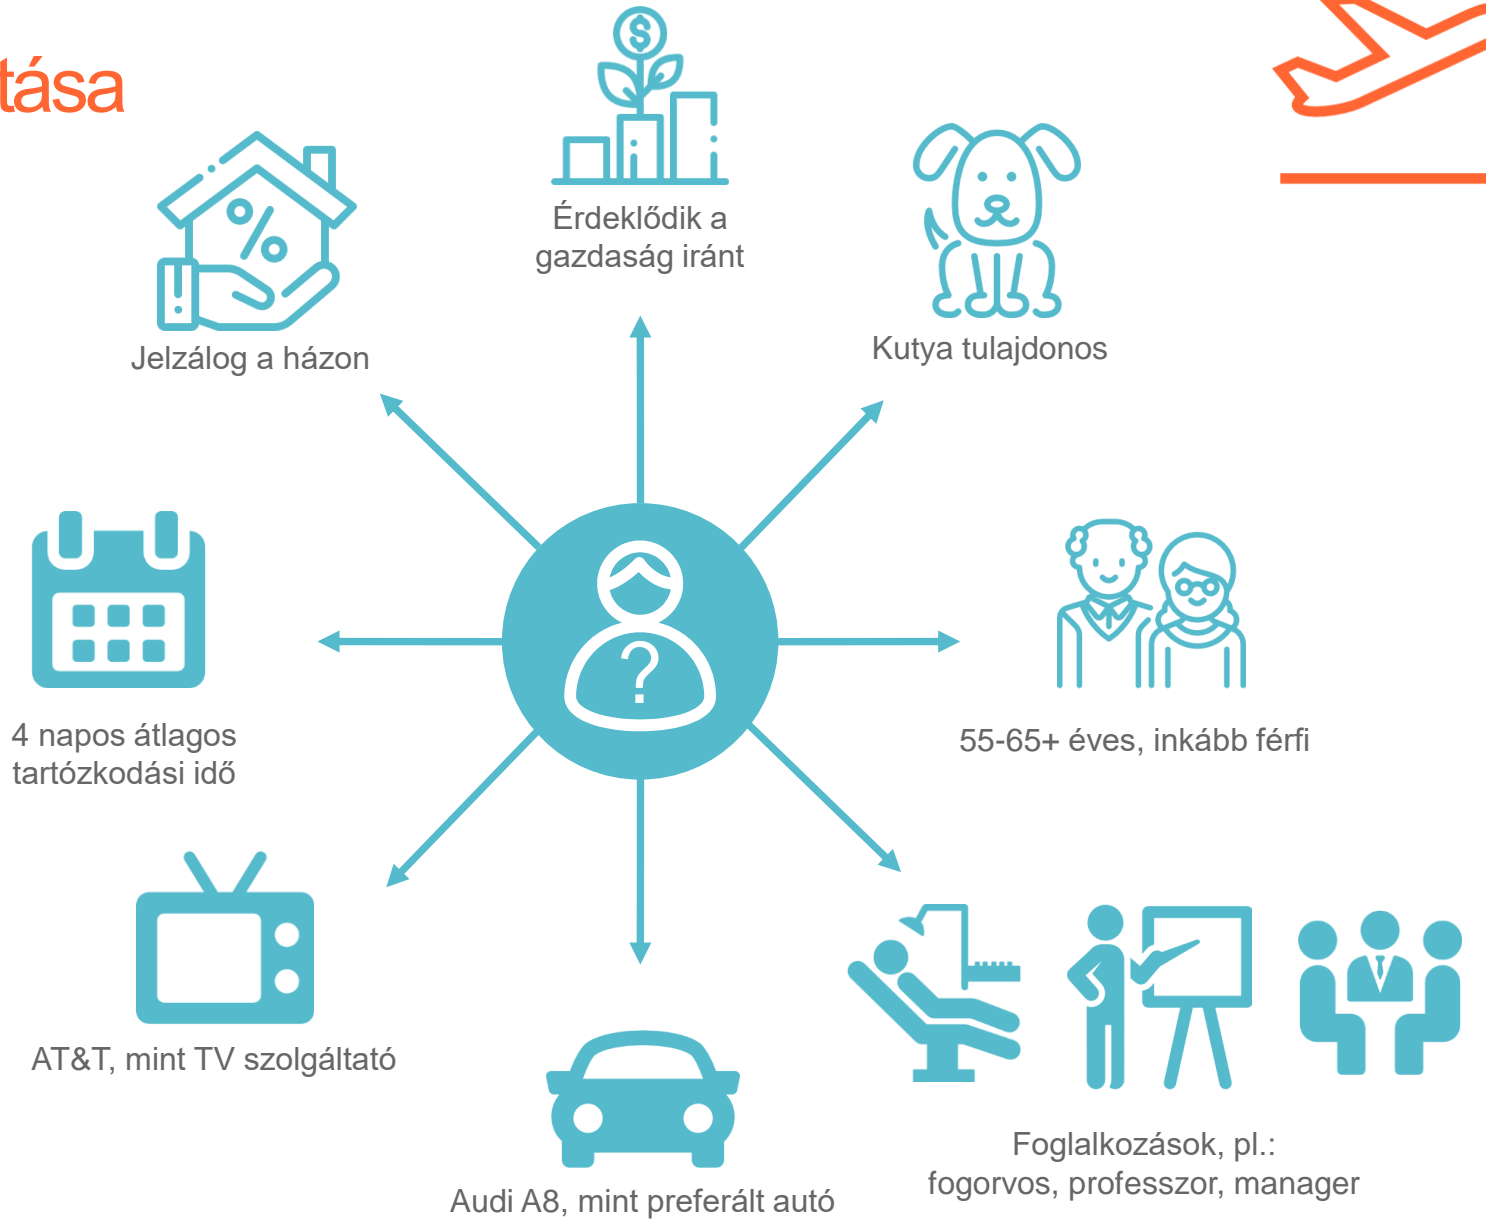 tása
Érdeklődik a
gazdaság iránt
Jelzálog a házon
Kutya tulajdonos
4 napos átlagos
tartózkodási idő
55-65+ éves, inkább férfi
AT&T, mint TV szolgáltató
Audi A8, mint preferált autó
Foglalkozások, pl.:
fogorvos, professzor, manager